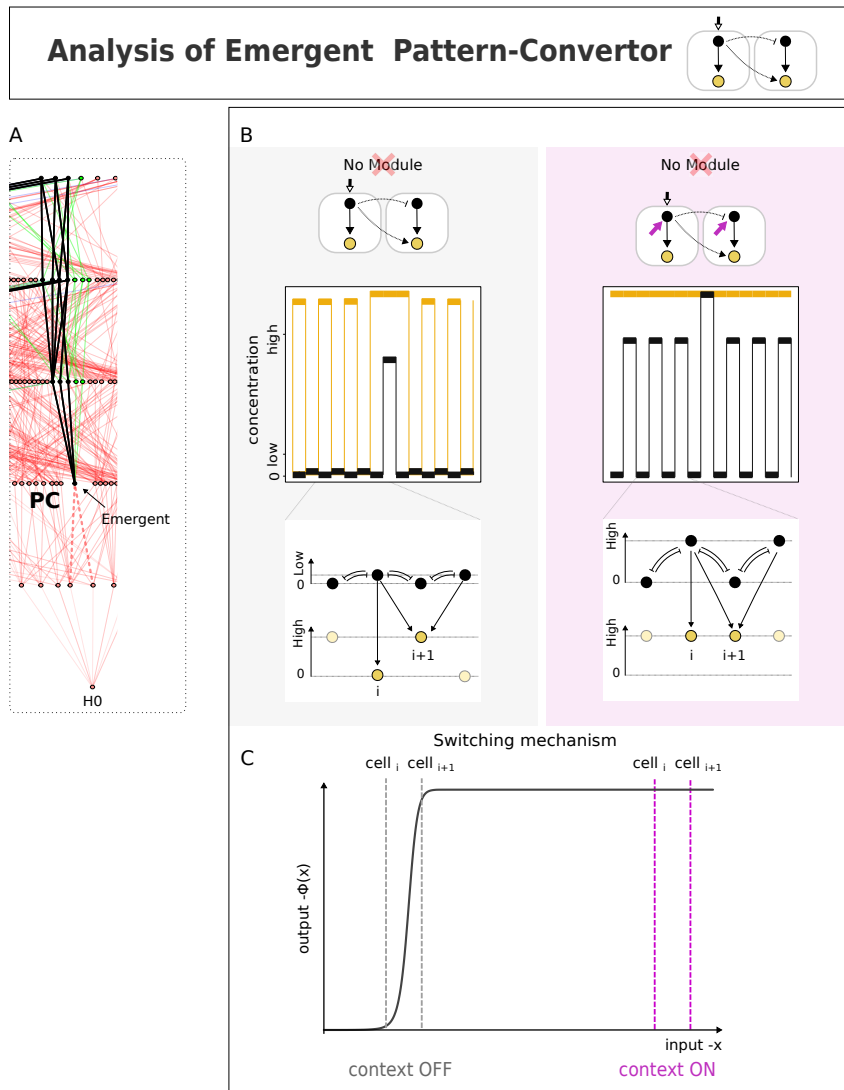 Analysis of Emergent Pattern-Convertor
A
PC
Emergent
H0
B
No Module
No Module
concentration
high
low
0
Low
0
High
0
i
i+1
High
0
High
0
i
i+1
C
Switching mechanism
cell i
cell i+1
cell i
cell i+1
output -Φ(x)
input -x
context OFF
context ON